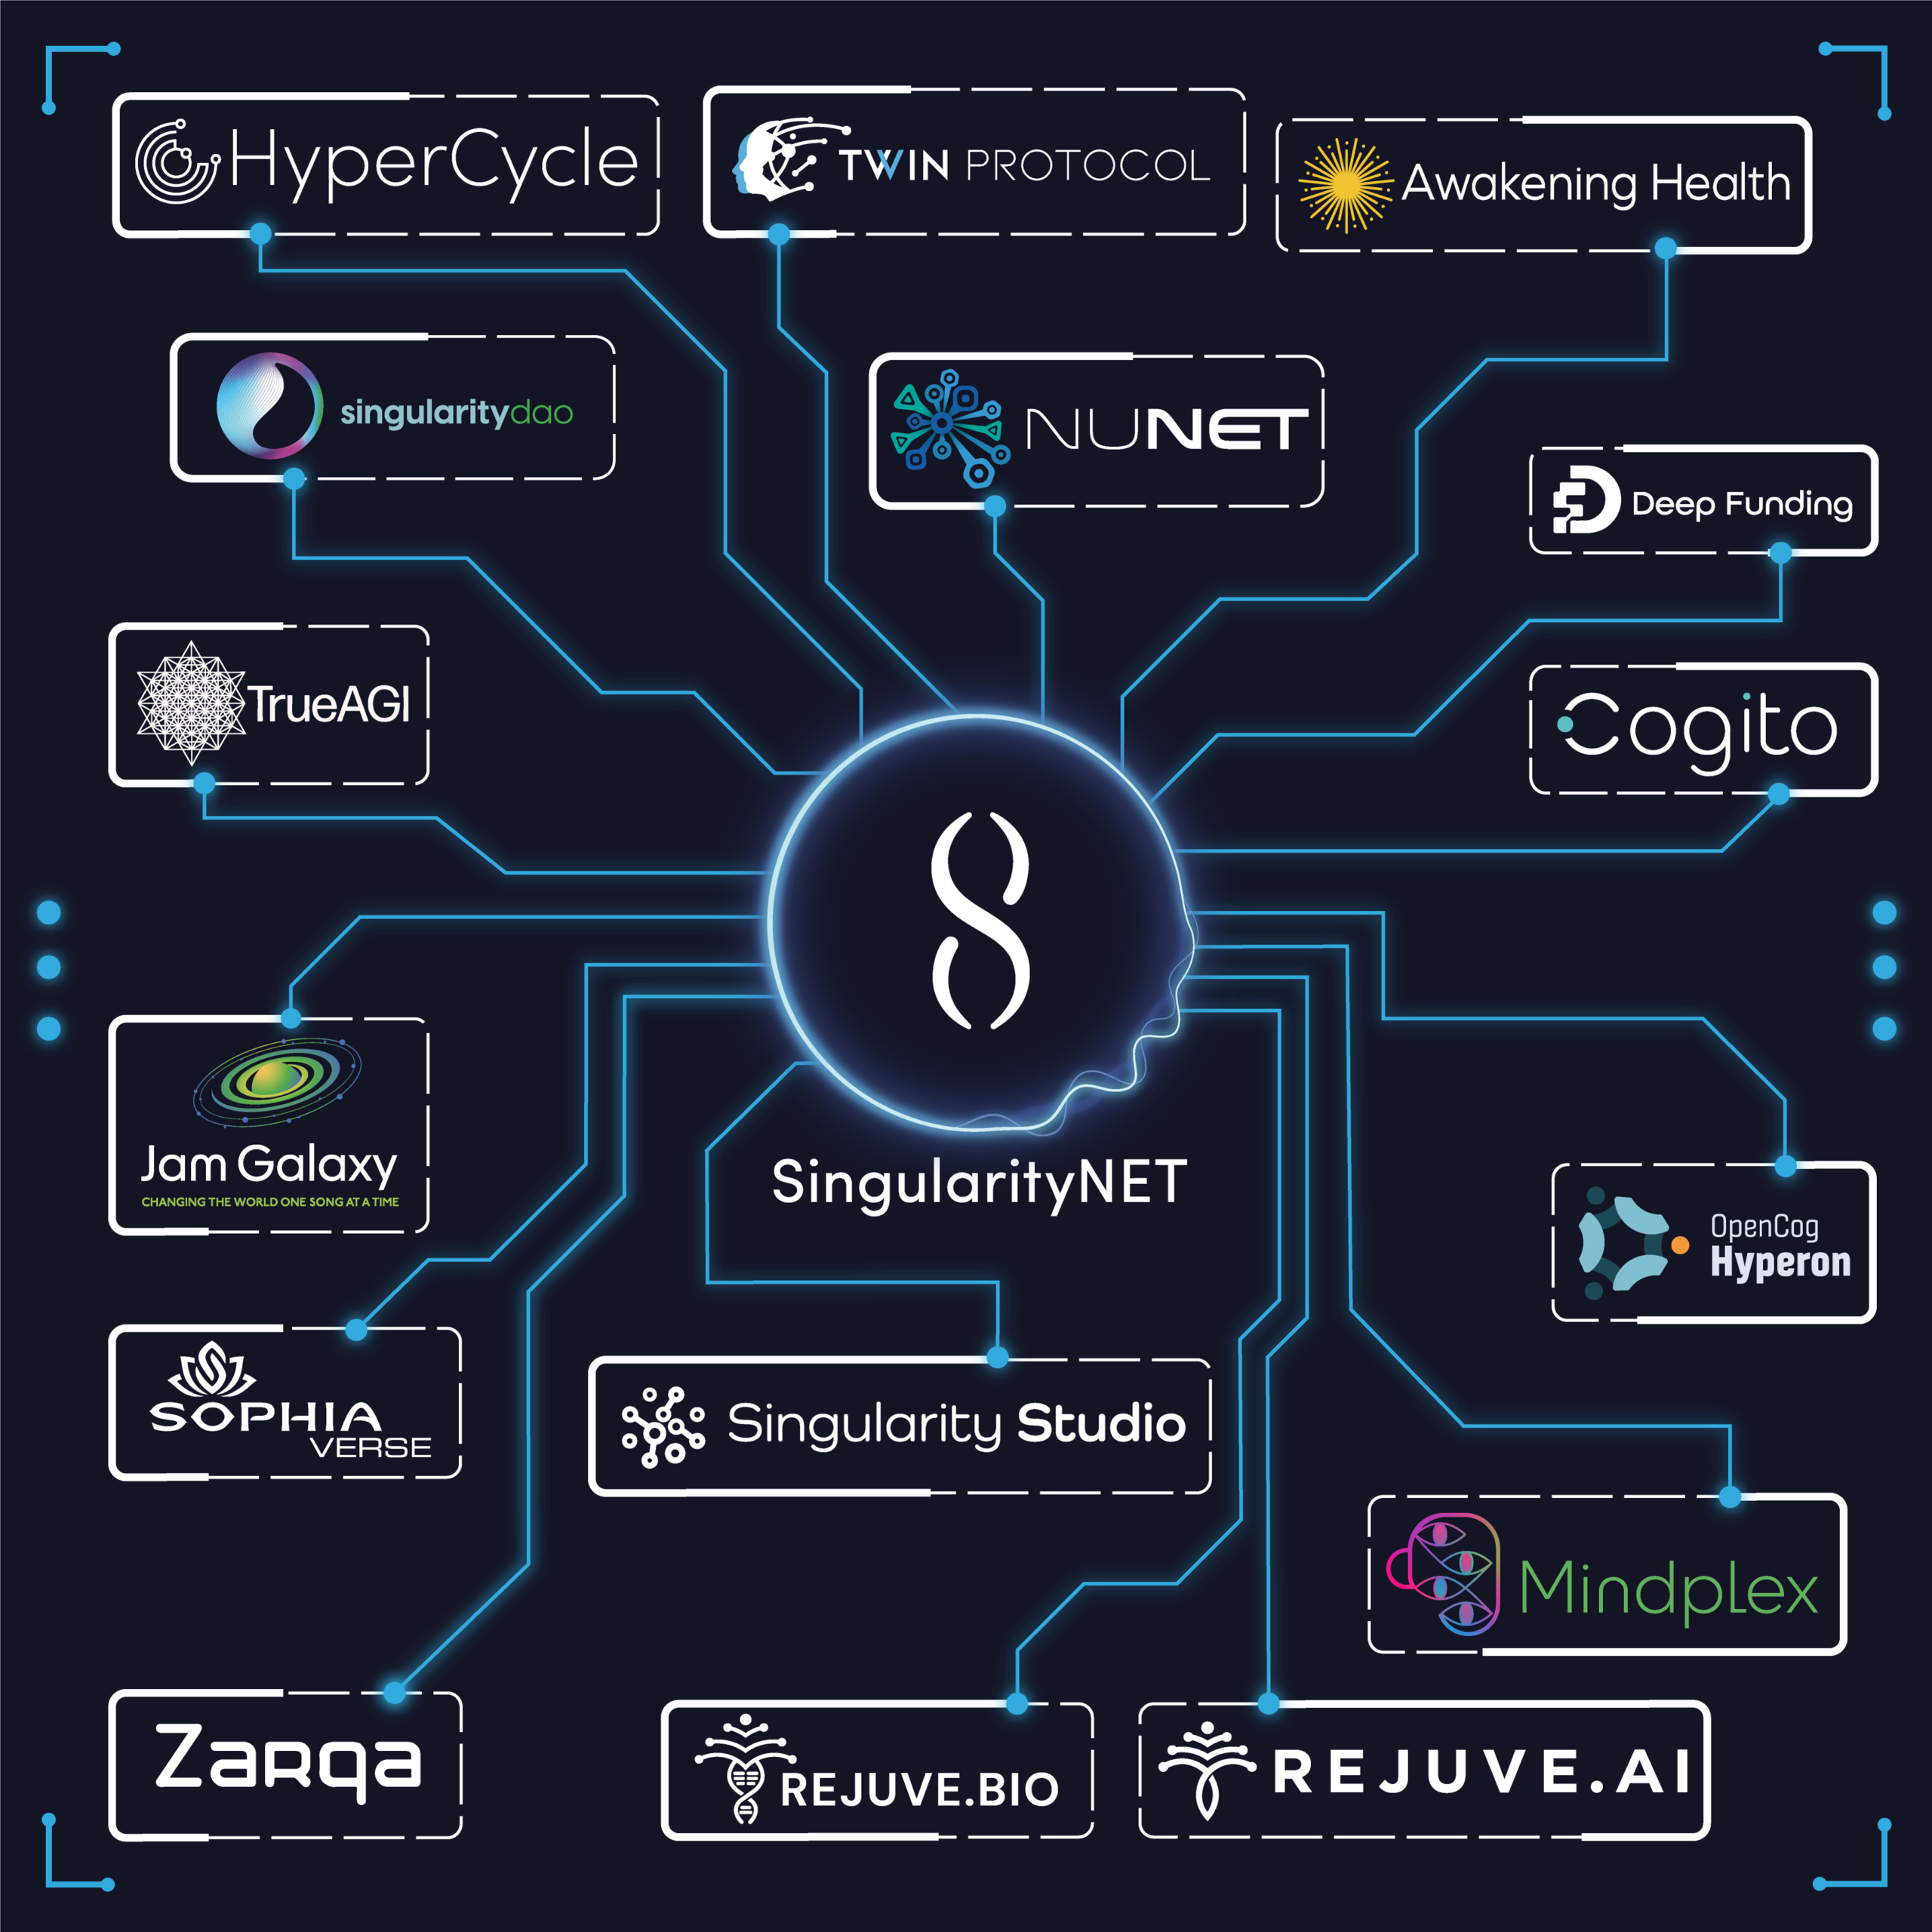 HyperCycle
TWIN PROTOCOL
Awakening Health
singularitydao
NUNET
Deep Funding
TrueAGI
Cogito
SingularityNET
Jam Galaxy
CHANGING THE WORLD ONE SONG AT A TIME
OpenCog
Hyperon
SOPHIA
VERSE
Singularity Studio
Mindplex
Zarqa
REJUVE.BIO
REJUVE.AI